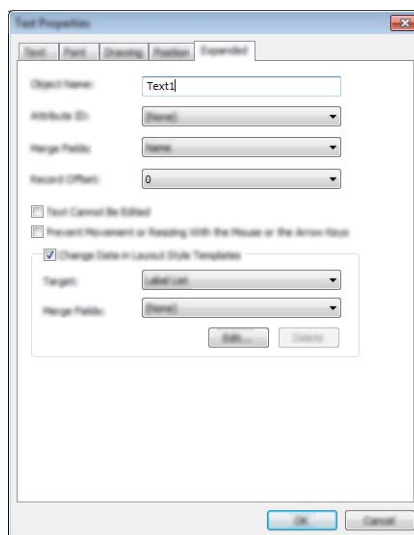 Text Properties
Text
Font
Drawing
Position
Expanded
Object Name:
Text1
Attribute ID:
(None)
Merge Fields:
Name
Record Offset:
0
Text Cannot Be Edited
Prevent Movement or Resizing With the Mouse or the Arrow Keys
Change Data in Layout Style Templates
Target:
Label List
Merge Fields:
(None)
Edit...
Delete
OK
Cancel